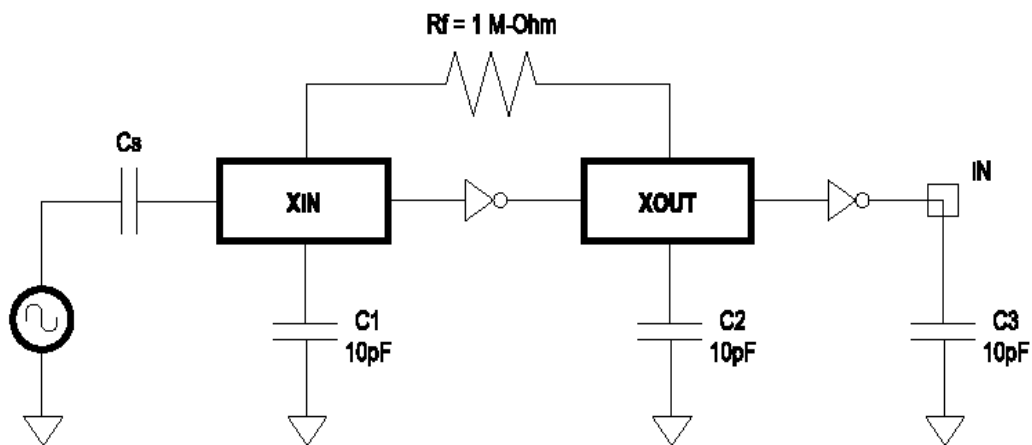 Rf = 1 M-Ohm
Cs
XIN
XOUT
IN
C1
10pF
C2
10pF
C3
10pF